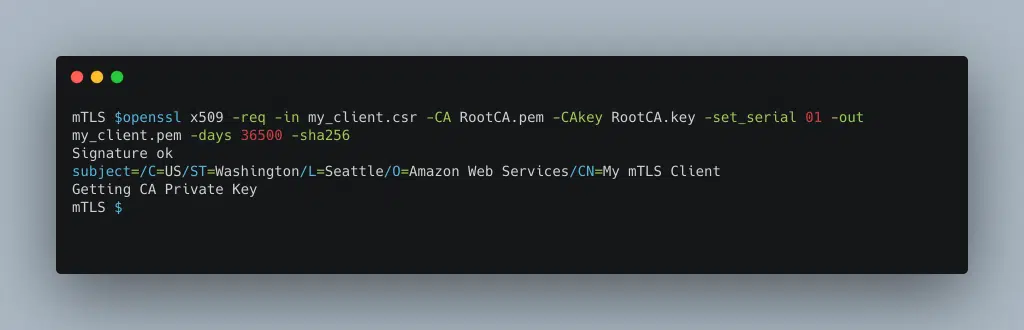 mTLS $openssl x509 -req -in my_client.csr -CA RootCA.pem -CAkey RootCA.key -set_serial 01 -out
my_client.pem -days 36500 -sha256
Signature ok
subject=/C=US/ST=Washington/L=Seattle/O=Amazon Web Services/CN=My mTLS Client
Getting CA Private Key
mTLS $